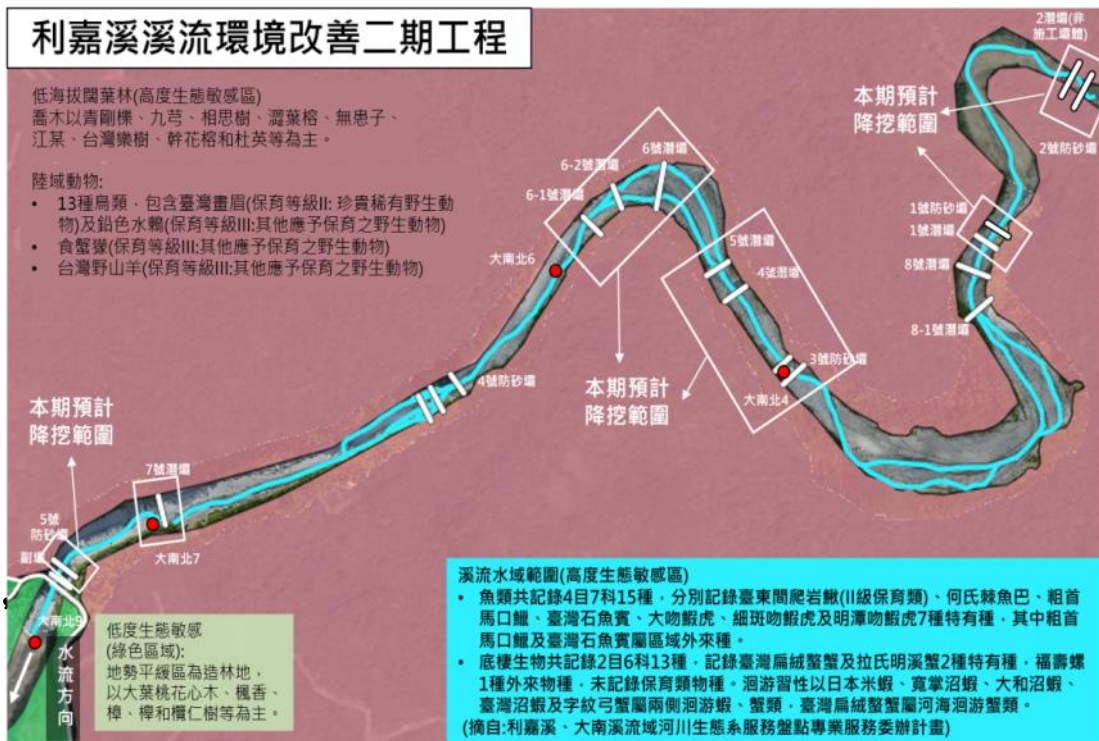 利嘉溪溪流環境改善二期工程
低海拔闊葉林(高度生態敏感區)
喬木以青剛櫟、九芎、相思樹、澀葉榕、無患子、
江某、台灣欒樹、幹花榕和杜英等為主。
陸域動物:
• 13種鳥類，包含臺灣畫眉(保育等級II: 珍貴稀有野生動
物)及鉛色水鶇(保育等級III:其他應予保育之野生動物)
• 食蟹獴(保育等級III:其他應予保育之野生動物)
• 台灣野山羊(保育等級III:其他應予保育之野生動物)
2潛壩(非
施工壩體)
本期預計
降挖範圍
2號防砂壩
1號防砂壩
1號潛壩
8號潛壩
8-1號潛壩
6號潛壩
6-2號潛壩
6-1號潛壩
大南北6
5號潛壩
4號潛壩
3號防砂壩
大南北4
本期預計
降挖範圍
4號防砂壩
本期預計
降挖範圍
7號潛壩
大南北7
5號
防砂壩
副壩
大南北9
水流方向
低度生態敏感
(綠色區域):
地勢平緩區為造林地，
以大葉桃花心木、楓香、
樟、櫸和欖仁樹等為主。
溪流水域範圍(高度生態敏感區)
• 魚類共記錄4目7科15種，分別記錄臺東間爬岩鰍(II級保育類)、何氏棘魚巴、粗首
馬口鱲、臺灣石魚賓、大吻鰕虎、細斑吻鰕虎及明潭吻鰕虎7種特有種，其中粗首
馬口鱲及臺灣石魚賓屬區域外來種。
• 底棲生物共記錄2目6科13種，記錄臺灣扁絨螯蟹及拉氏明溪蟹2種特有種，福壽螺
1種外來物種，未記錄保育類物種。洄游習性以日本米蝦、寬掌沼蝦、大和沼蝦、
臺灣沼蝦及字紋弓蟹屬兩側洄游蝦、蟹類，臺灣扁絨螯蟹屬河海洄游蟹類。
(摘自:利嘉溪、大南溪流域河川生態系服務盤點專業服務委辦計畫)